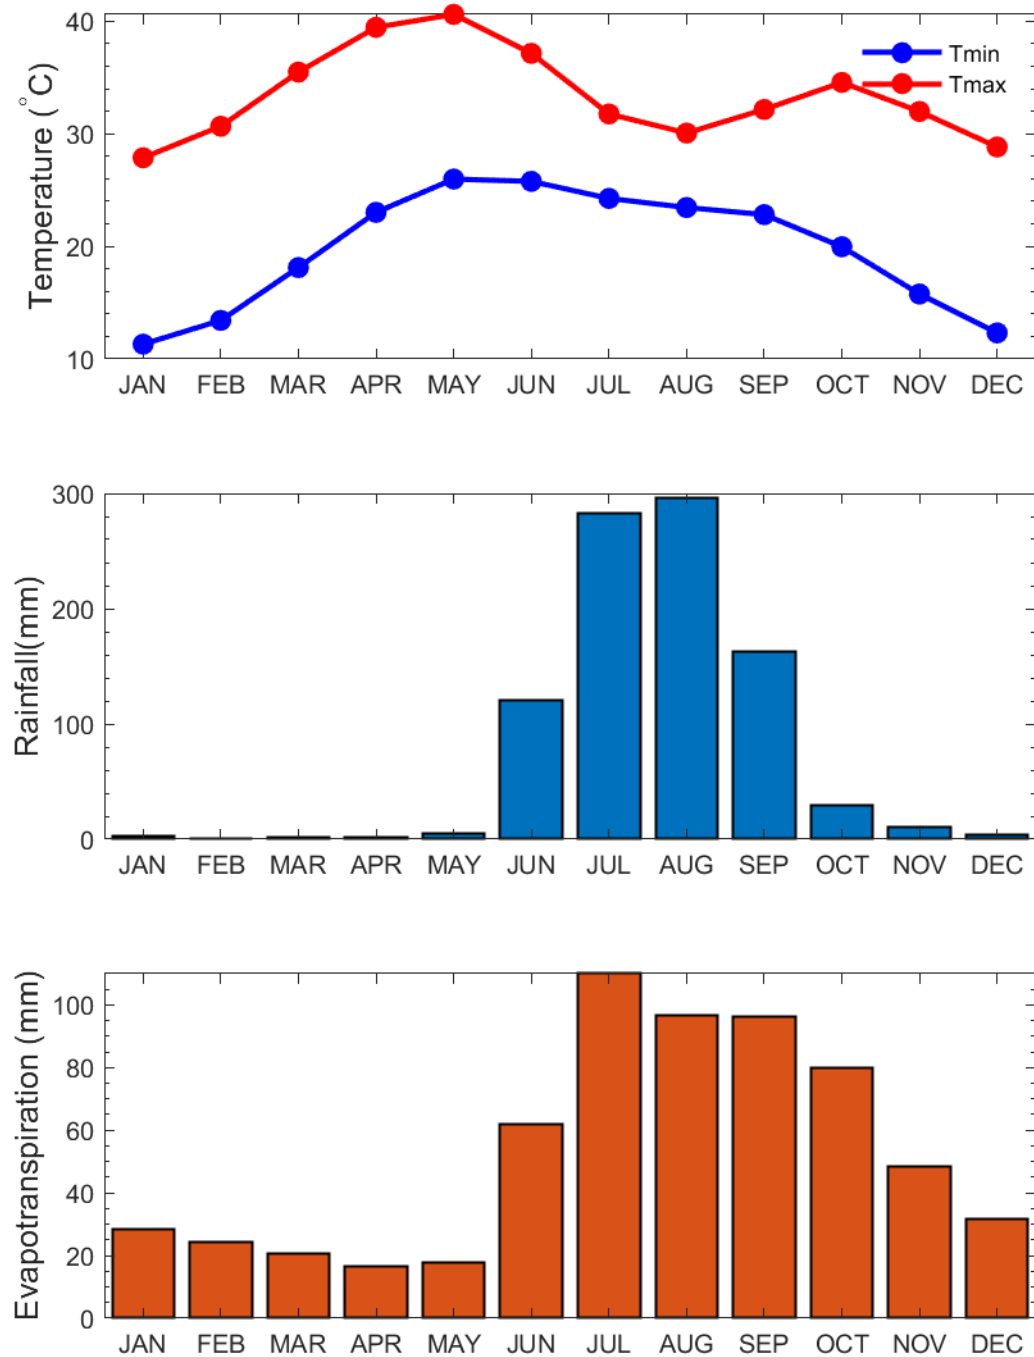 40
30
20
10
Temperature (°C)
Tmin
Tmax
JAN FEB MAR APR MAY JUN JUL AUG SEP OCT NOV DEC
300
200
100
0
Rainfall(mm)
JAN FEB MAR APR MAY JUN JUL AUG SEP OCT NOV DEC
100
80
60
40
20
0
Evapotranspiration (mm)
JAN FEB MAR APR MAY JUN JUL AUG SEP OCT NOV DEC